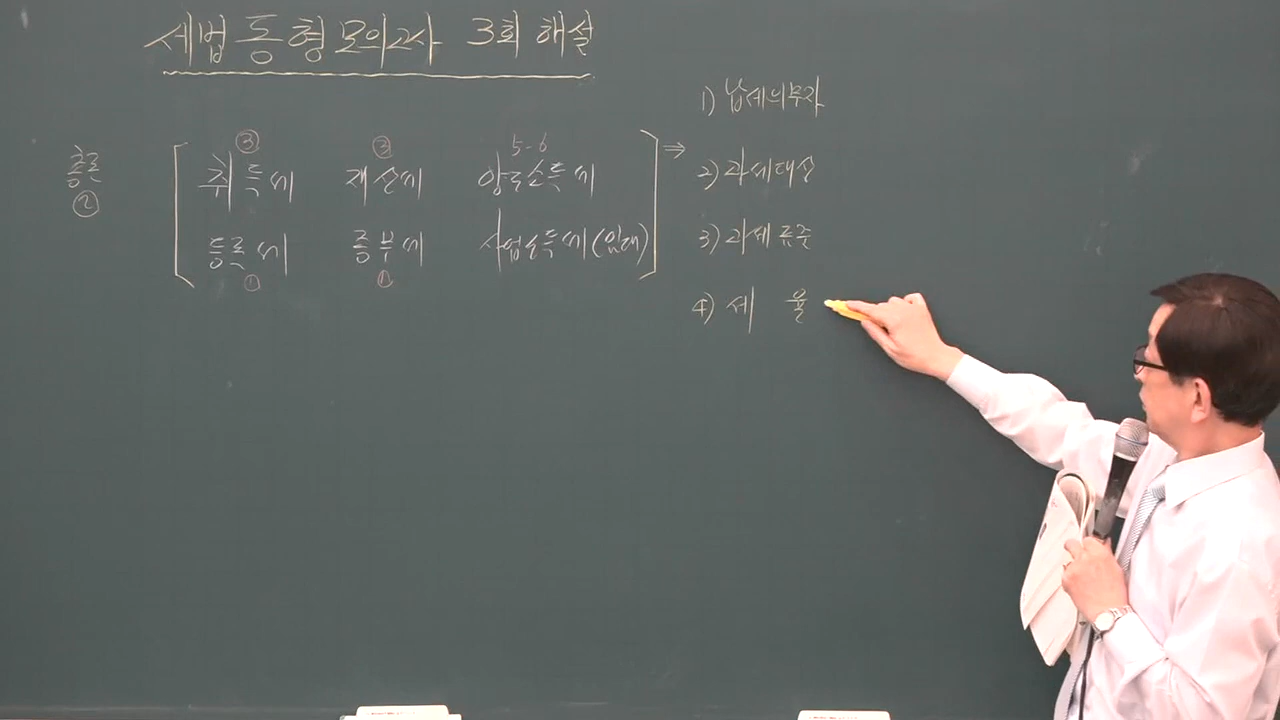 세법 동형모의고사 3회 해설
총론 ②
③ ③ 5-6
취득세 재산세 양도소득세
등록세 종부세 사업소득세(임대)
① ①
⇒
1) 납세의무자
2) 과세대상
3) 과세표준
4) 세 율